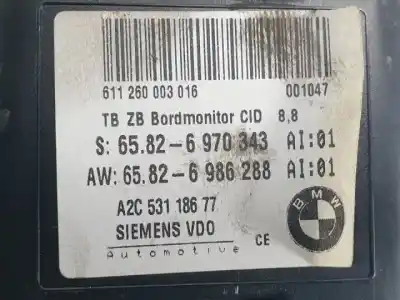 611 260 003 016 001047
TB ZB Bordmonitor CID 8,8
S: 65.82-6 970 343 AI:01
AW: 65.82-6 986 288 AI:01
A2C 531 186 77
SIEMENS VDO
Automotive CE
BMW